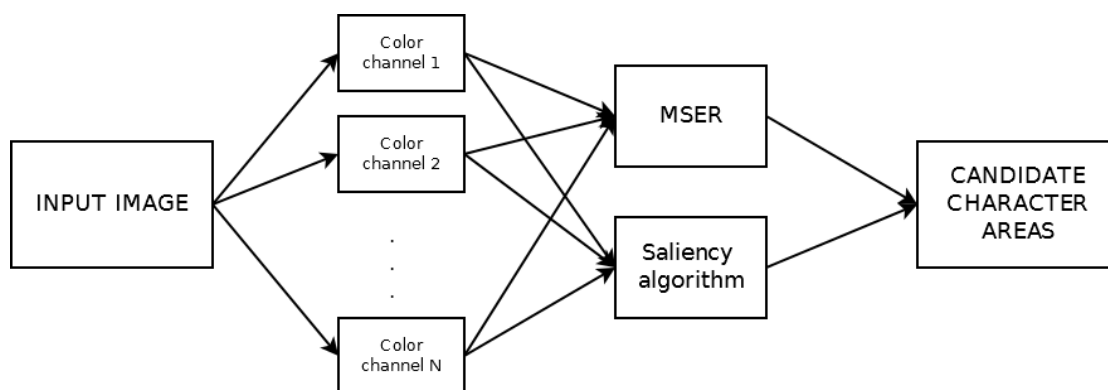 INPUT IMAGE
Color
channel 1
Color
channel 2
.
.
.
Color
channel N
MSER
Saliency
algorithm
CANDIDATE
CHARACTER
AREAS